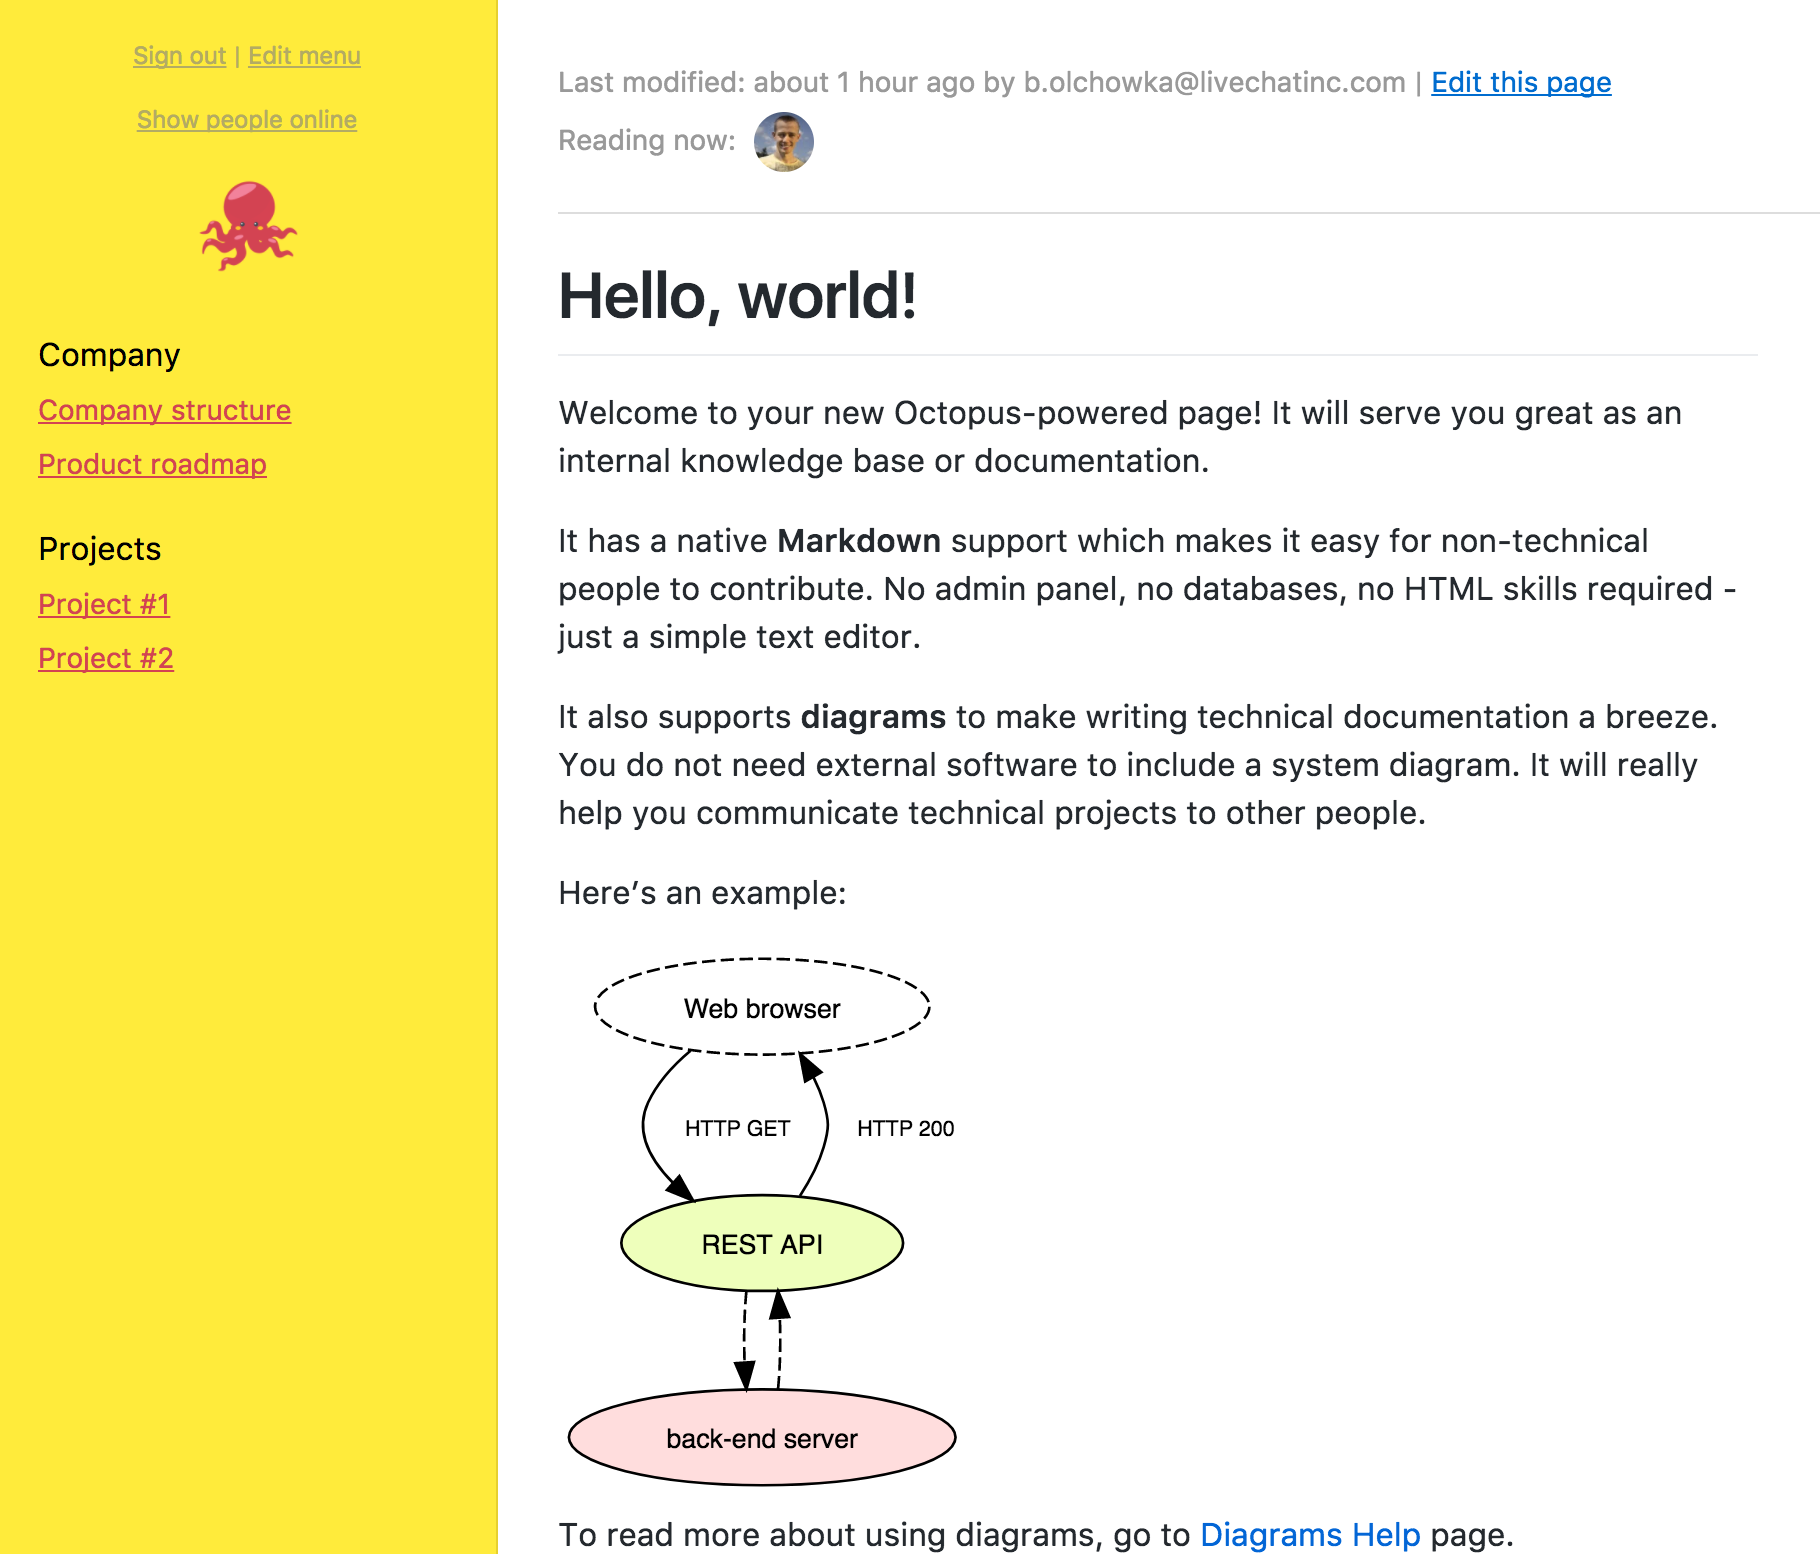 Sign out | Edit menu
Show people online
Company
Company structure
Product roadmap
Projects
Project #1
Project #2
Last modified: about 1 hour ago by b.olchowka@livechatinc.com | Edit this page
Reading now:
Hello, world!
Welcome to your new Octopus-powered page! It will serve you great as an
internal knowledge base or documentation.
It has a native Markdown support which makes it easy for non-technical
people to contribute. No admin panel, no databases, no HTML skills required -
just a simple text editor.
It also supports diagrams to make writing technical documentation a breeze.
You do not need external software to include a system diagram. It will really
help you communicate technical projects to other people.
Here’s an example:
Web browser
HTTP GET HTTP 200
REST API
back-end server
To read more about using diagrams, go to Diagrams Help page.